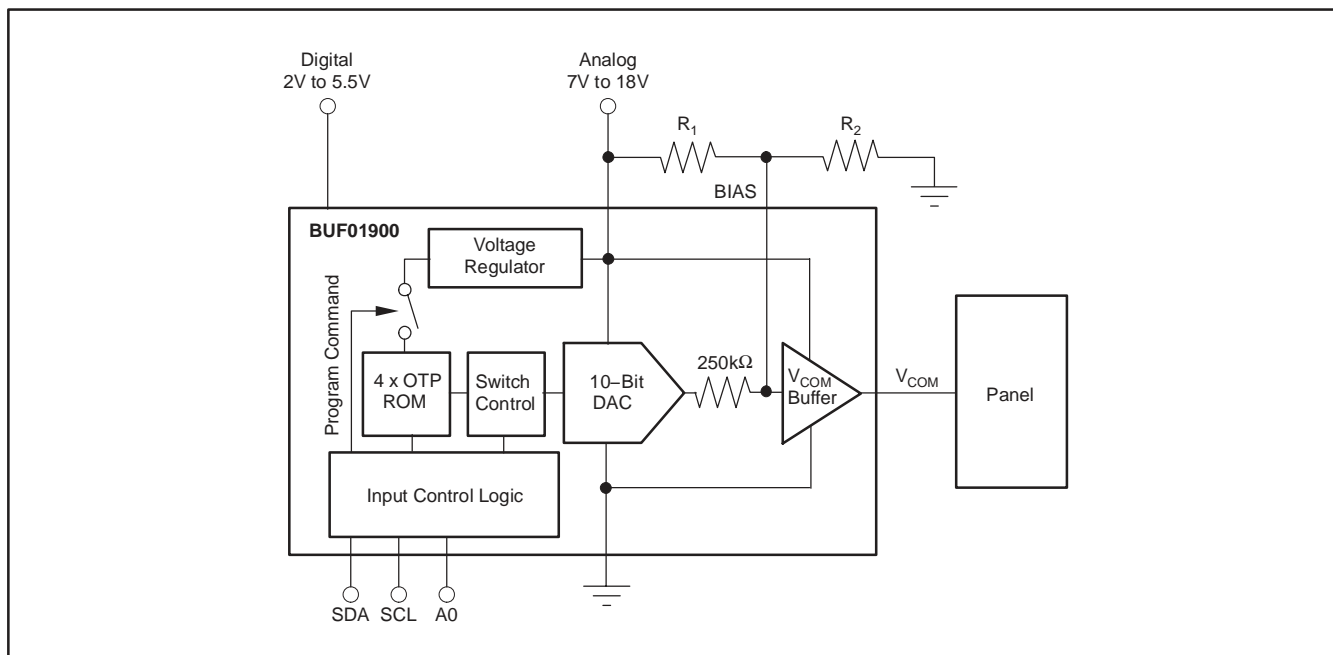 Digital
2V to 5.5V
Analog
7V to 18V
R1
R2
BIAS
BUF01900
Voltage
Regulator
Program Command
4 x OTP
ROM
Switch
Control
10–Bit
DAC
250kΩ
VCOM
Buffer
VCOM
Panel
Input Control Logic
SDA
SCL
A0